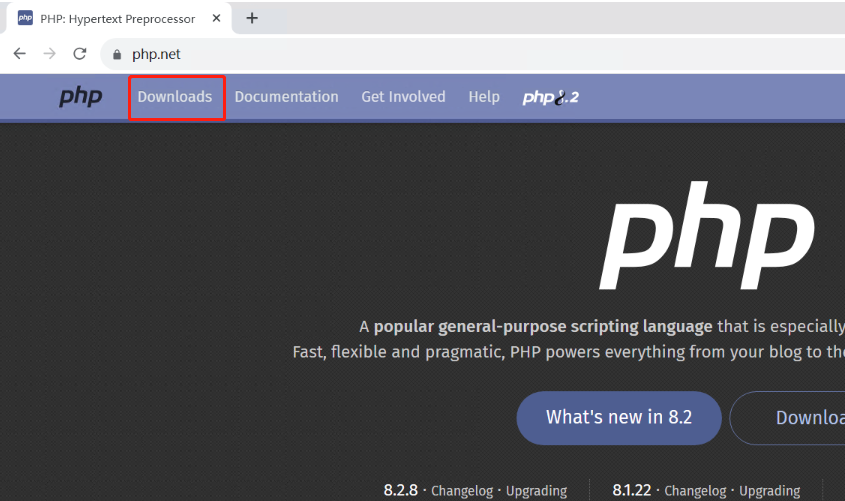 php PHP: Hypertext Preprocessor
php.net
php Downloads Documentation Get Involved Help php8.2
php
A popular general-purpose scripting language that is especially
Fast, flexible and pragmatic, PHP powers everything from your blog to the
What's new in 8.2
8.2.8 · Changelog · Upgrading 8.1.22 · Changelog · Upgrading